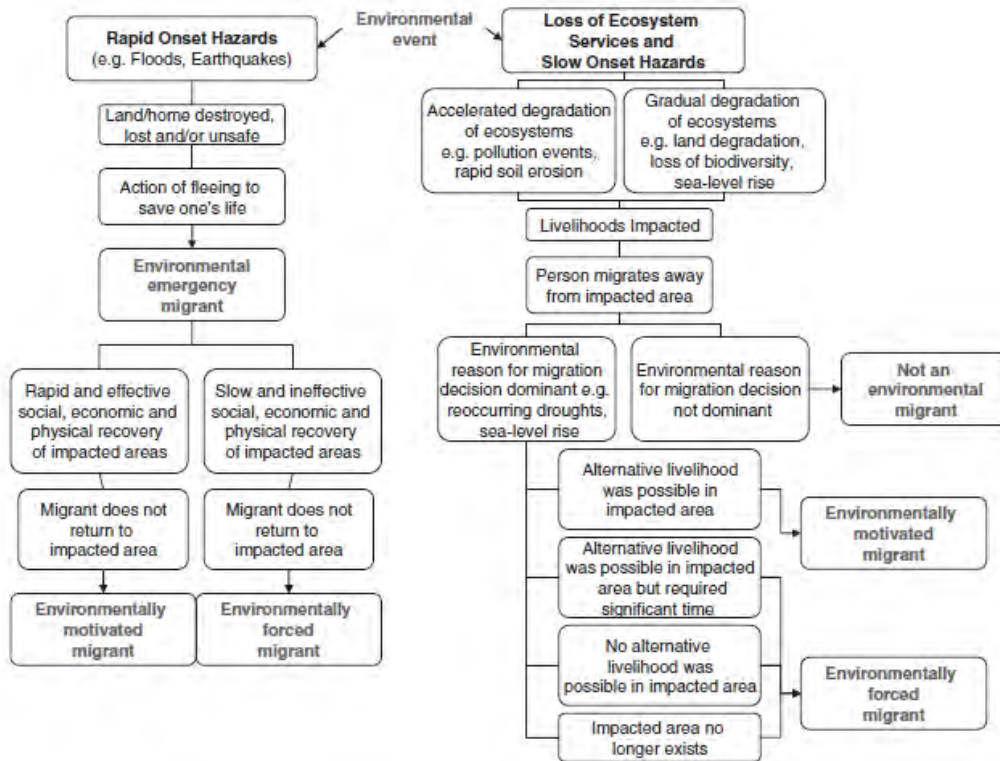 Environmental
event
Rapid Onset Hazards
(e.g. Floods, Earthquakes)
Land/home destroyed,
lost and/or unsafe
Action of fleeing to
save one's life
Environmental
emergency
migrant
Rapid and effective
social, economic and
physical recovery
of impacted areas
Slow and ineffective
social, economic and
physical recovery
of impacted areas
Migrant does not
return to
impacted area
Migrant does not
return to
impacted area
Environmentally
motivated
migrant
Environmentally
forced
migrant
Loss of Ecosystem
Services and
Slow Onset Hazards
Accelerated degradation
of ecosystems
e.g. pollution events,
rapid soil erosion
Gradual degradation
of ecosystems
e.g. land degradation,
loss of biodiversity,
sea-level rise
Livelihoods Impacted
Person migrates away
from impacted area
Environmental
reason for migration
decision dominant e.g.
reoccurring droughts,
sea-level rise
Environmental reason
for migration decision
not dominant
Not an
environmental
migrant
Alternative livelihood
was possible in
impacted area
Environmentally
motivated
migrant
Alternative livelihood
was possible in impacted
area but required
significant time
No alternative
livelihood was
possible in impacted area
Impacted area no
longer exists
Environmentally
forced
migrant